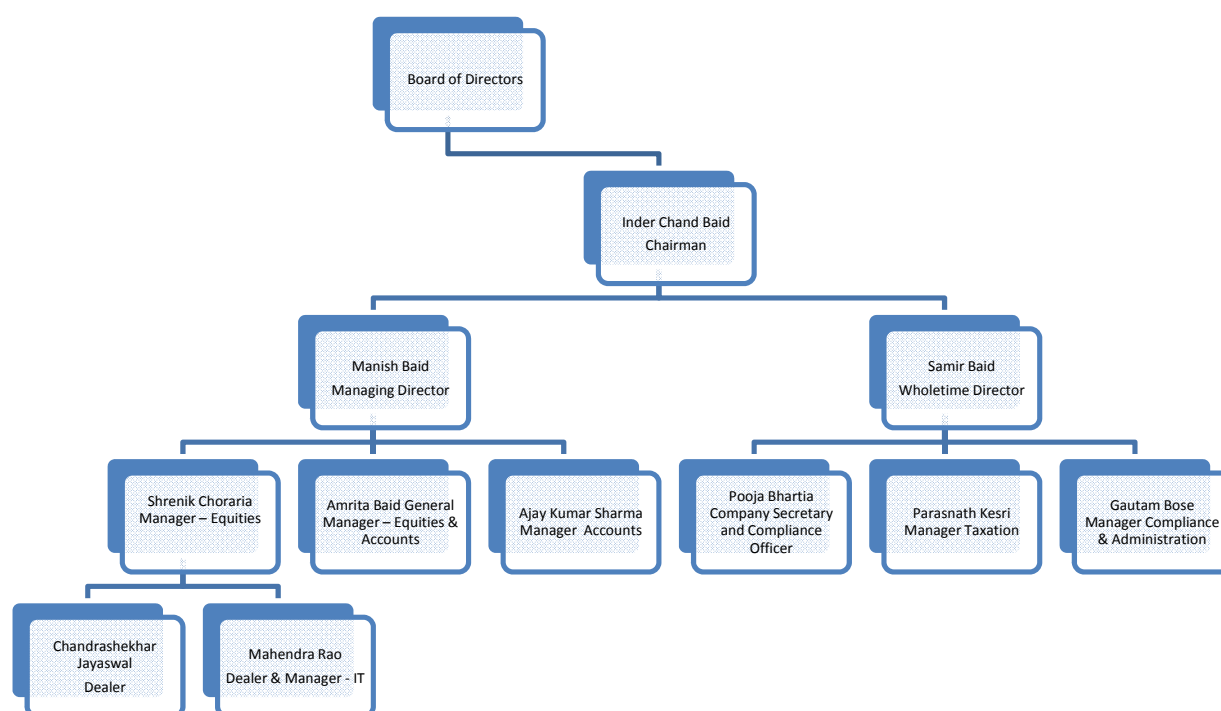 Board of Directors
Inder Chand Baid
Chairman
Manish Baid
Managing Director
Samir Baid
Wholetime Director
Shrenik Choraria
Manager – Equities
Amrita Baid General
Manager – Equities &
Accounts
Ajay Kumar Sharma
Manager Accounts
Pooja Bhartia
Company Secretary
and Compliance
Officer
Parasnath Kesri
Manager Taxation
Gautam Bose
Manager Compliance
& Administration
Chandrashekhar
Jayaswal
Dealer
Mahendra Rao
Dealer & Manager - IT